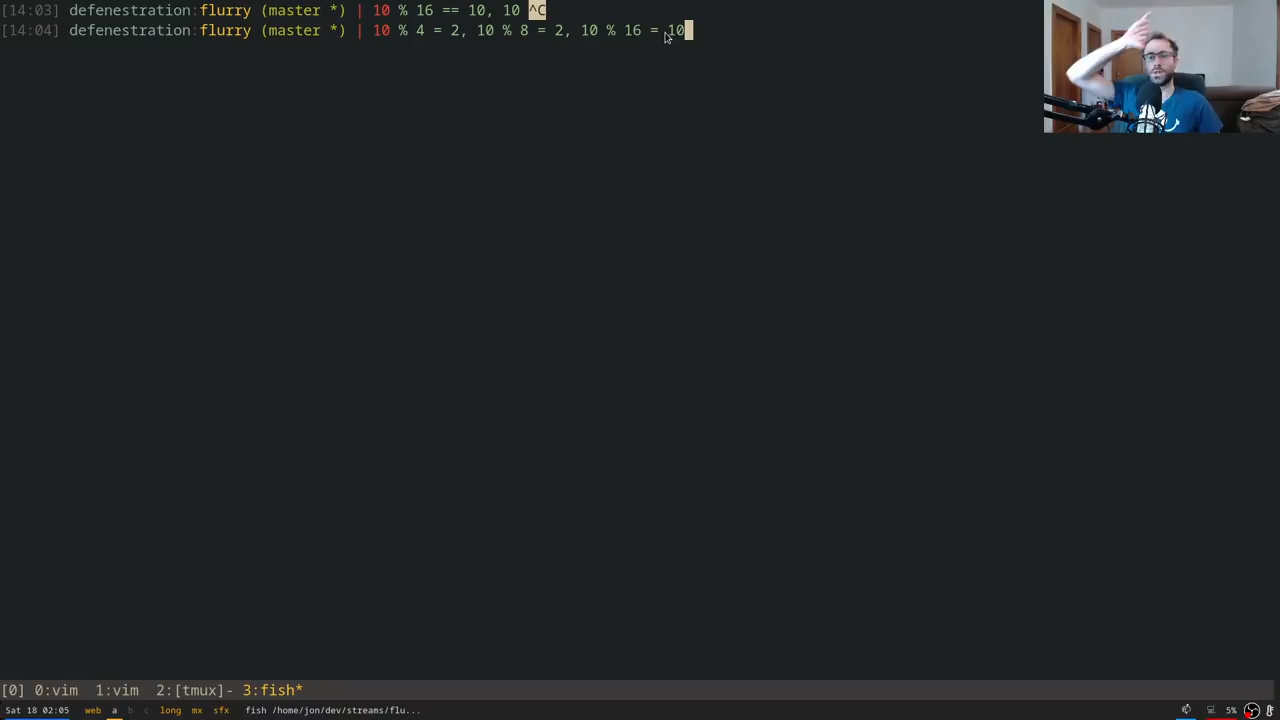 [14:03] defenestration:flurry (master *) | 10 % 16 == 10, 10 ^C
[14:04] defenestration:flurry (master *) | 10 % 4 = 2, 10 % 8 = 2, 10 % 16 = 10
[0] 0:vim 1:vim 2:[tmux]- 3:fish*
Sat 18 02:05 web a b c long mx sfx fish /home/jon/dev/streams/flu... 5%